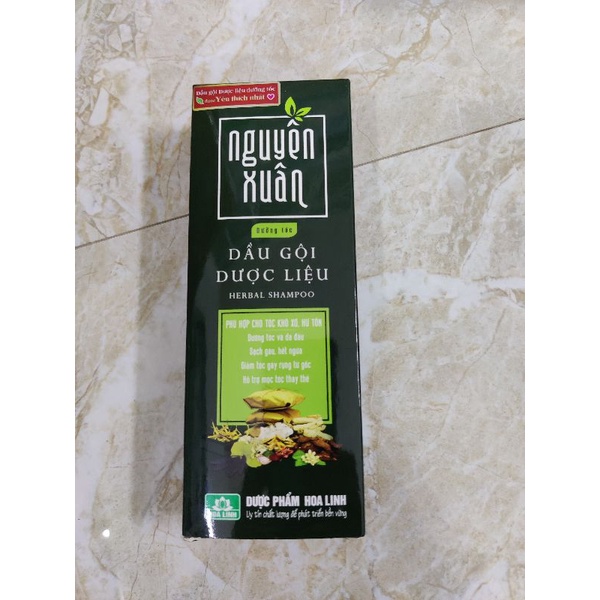 Dầu gội Dược liệu dưỡng tóc
được Yêu thích nhất
nguyên
xuân
Dưỡng tóc
DẦU GỘI
DƯỢC LIỆU
HERBAL SHAMPOO
PHÙ HỢP CHO TÓC KHÔ XƠ, HƯ TỔN
Dưỡng tóc và da đầu
Sạch gàu, hết ngứa
Giảm tóc gãy rụng từ gốc
Hỗ trợ mọc tóc thay thế
HOA LINH
DƯỢC PHẨM HOA LINH
Uy tín chất lượng để phát triển bền vững